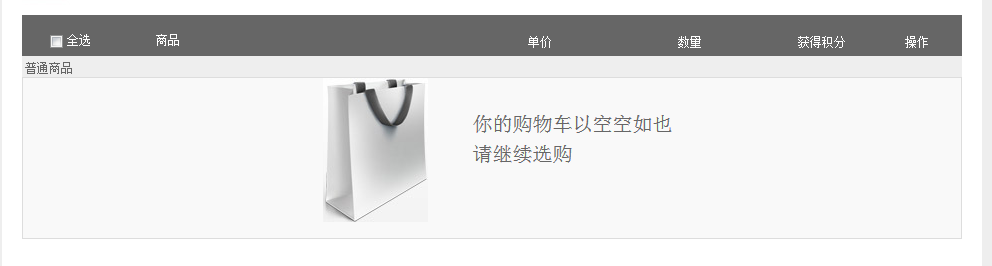 全选 商品 单价 数量 获得积分 操作
普通商品
你的购物车以空空如也
请继续选购